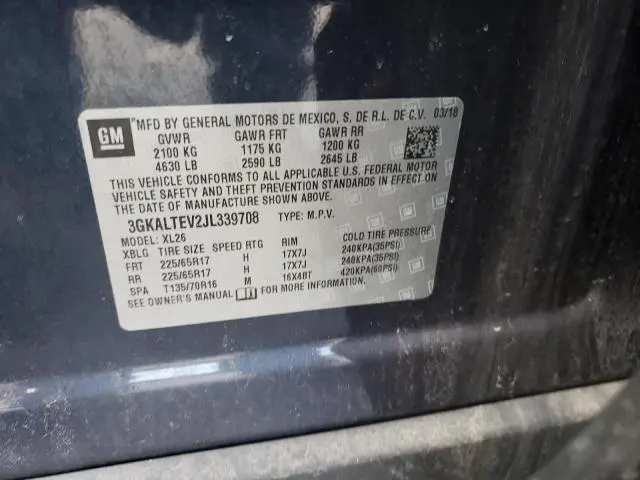 GM
MFD BY GENERAL MOTORS DE MEXICO, S. DE R.L. DE C.V. 03/18
GVWR GAWR FRT GAWR RR
2100 KG 1175 KG 1200 KG
4630 LB 2590 LB 2645 LB
THIS VEHICLE CONFORMS TO ALL APPLICABLE U.S. FEDERAL MOTOR
VEHICLE SAFETY AND THEFT PREVENTION STANDARDS IN EFFECT ON
THE DATE OF MANUFACTURE SHOWN ABOVE.
3GKALTEV2JL339708 TYPE: M.P.V.
MODEL: XL26
XBLG TIRE SIZE SPEED RTG RIM COLD TIRE PRESSURE
FRT 225/65R17 H 17X7J 240KPA(35PSI)
RR 225/65R17 H 17X7J 240KPA(35PSI)
SPA T135/70R16 M 16X4BT 420KPA(60PSI)
SEE OWNER'S MANUAL FOR MORE INFORMATION.